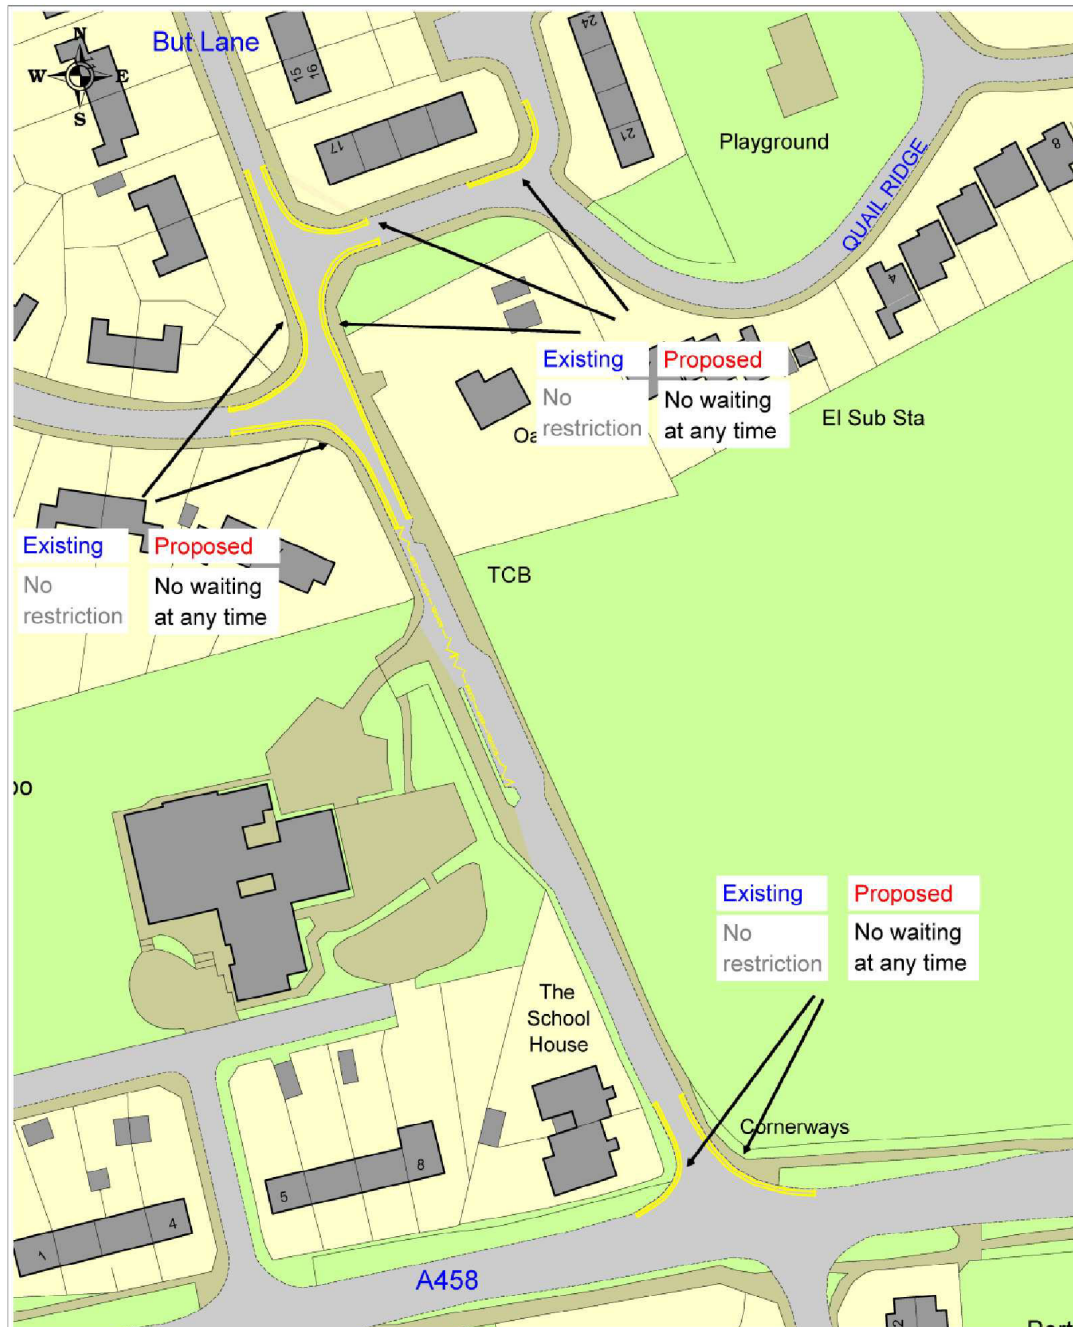 But Lane
N
W E
S
11
15
16
24
17
21
Playground
8
QUAIL RIDGE
4
Existing Proposed
No restriction
No waiting at any time
El Sub Sta
Existing Proposed
No restriction
No waiting at any time
TCB
Existing Proposed
No restriction
No waiting at any time
The
School
House
Cornerways
8
5
4
1
A458
2